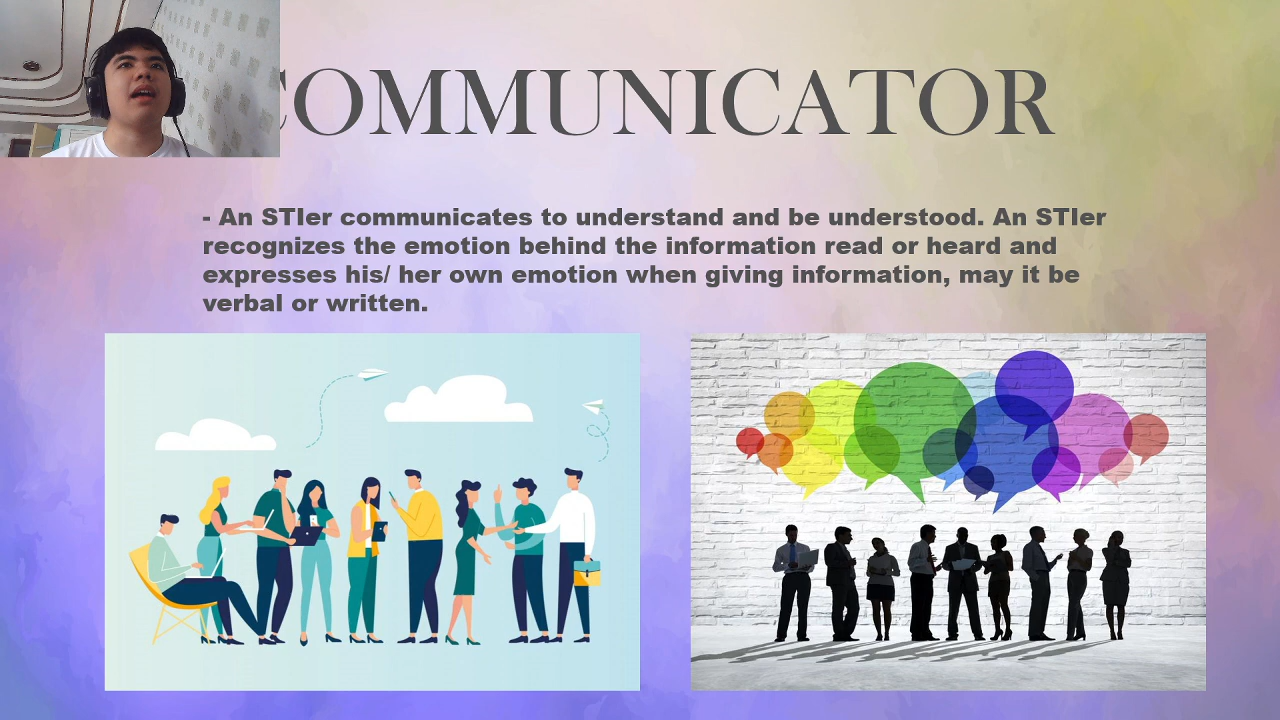 COMMUNICATOR
- An STIer communicates to understand and be understood. An STIer
recognizes the emotion behind the information read or heard and
expresses his/ her own emotion when giving information, may it be
verbal or written.